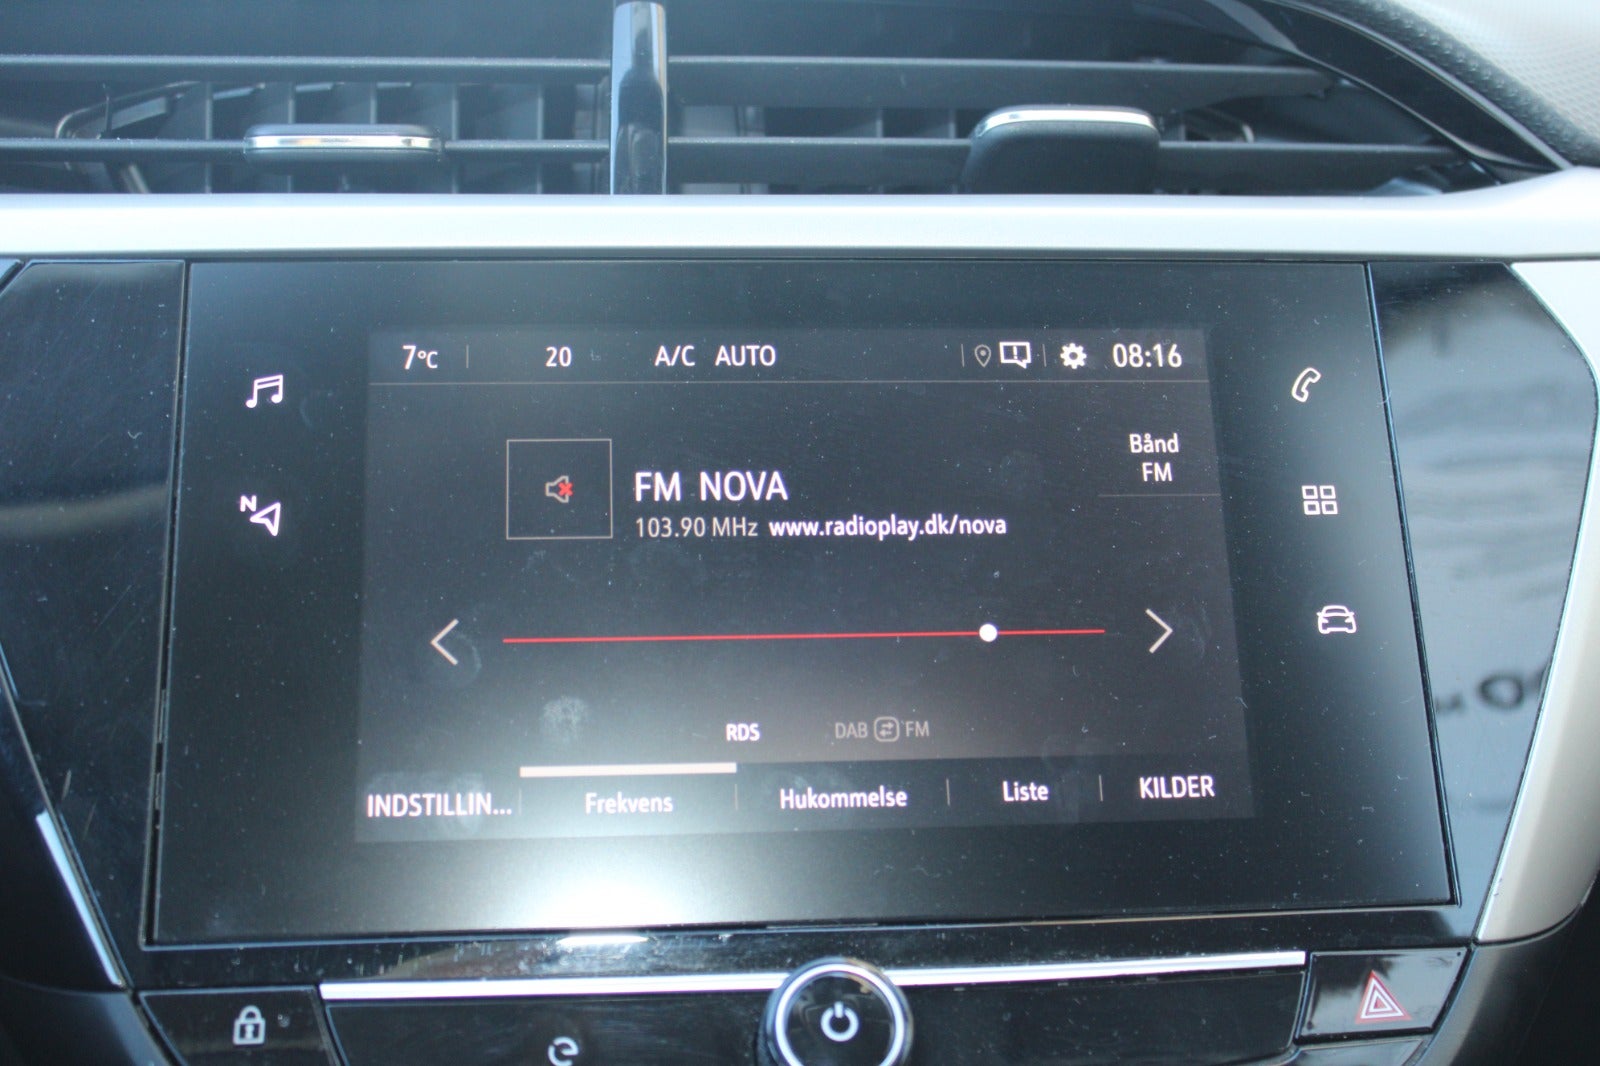 7°C 20 A/C AUTO 08:16
Bånd
FM
FM NOVA
103.90 MHz www.radioplay.dk/nova
N
RDS DAB FM
INDSTILLIN... Frekvens Hukommelse Liste KILDER